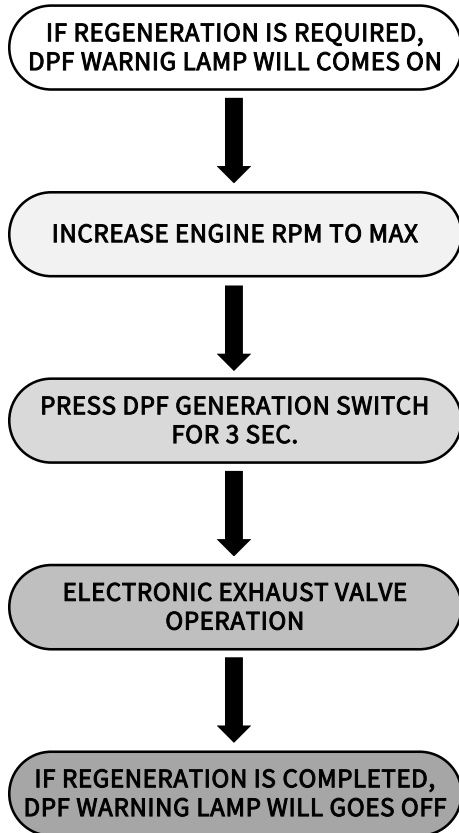 IF REGENERATION IS REQUIRED,
DPF WARNIG LAMP WILL COMES ON
INCREASE ENGINE RPM TO MAX
PRESS DPF GENERATION SWITCH
FOR 3 SEC.
ELECTRONIC EXHAUST VALVE
OPERATION
IF REGENERATION IS COMPLETED,
DPF WARNING LAMP WILL GOES OFF